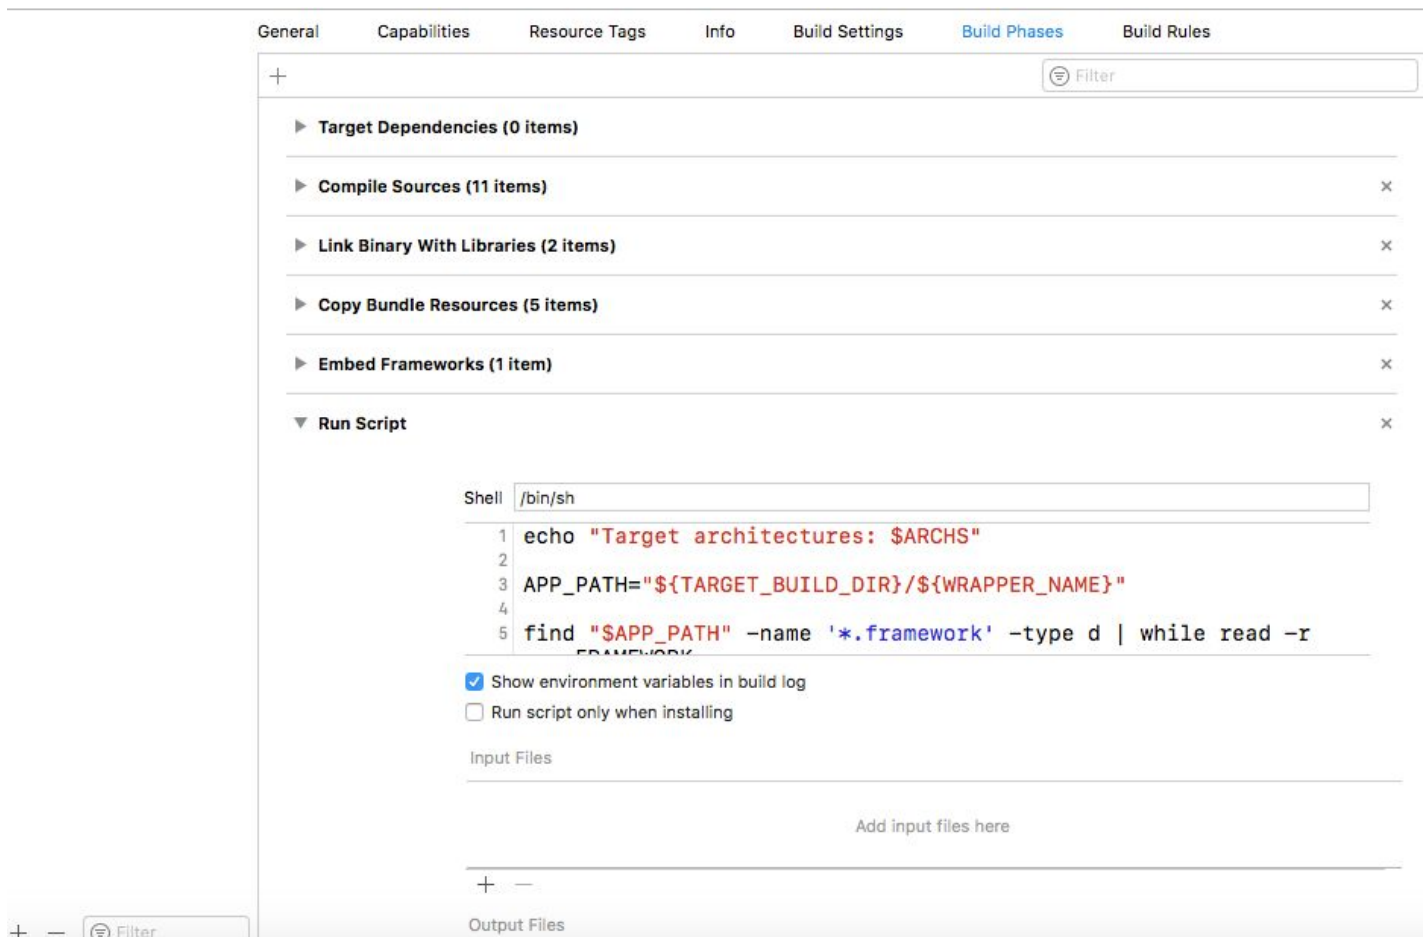 General Capabilities Resource Tags Info Build Settings Build Phases Build Rules
+ Filter
Target Dependencies (0 items)
Compile Sources (11 items) ×
Link Binary With Libraries (2 items) ×
Copy Bundle Resources (5 items) ×
Embed Frameworks (1 item) ×
Run Script ×
Shell /bin/sh
1 echo "Target architectures: $ARCHS"
2
3 APP_PATH="${TARGET_BUILD_DIR}/${WRAPPER_NAME}"
4
5 find "$APP_PATH" -name '*.framework' -type d | while read -r
FRAMEWORK
Show environment variables in build log
Run script only when installing
Input Files
Add input files here
+ −
Output Files
+ − Filter